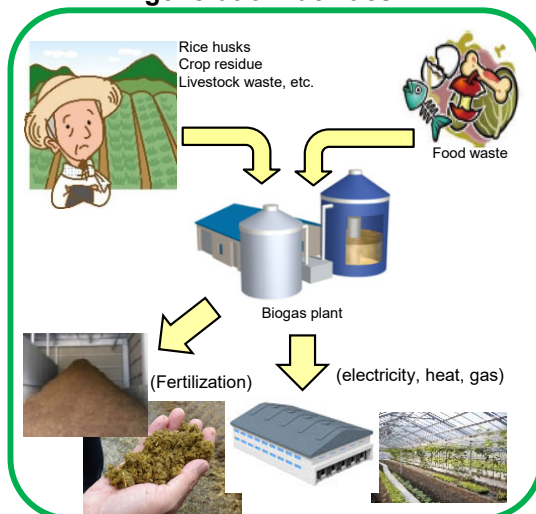 Rice husks
Crop residue
Livestock waste, etc.
Food waste
Biogas plant
(Fertilization)
(electricity, heat, gas)